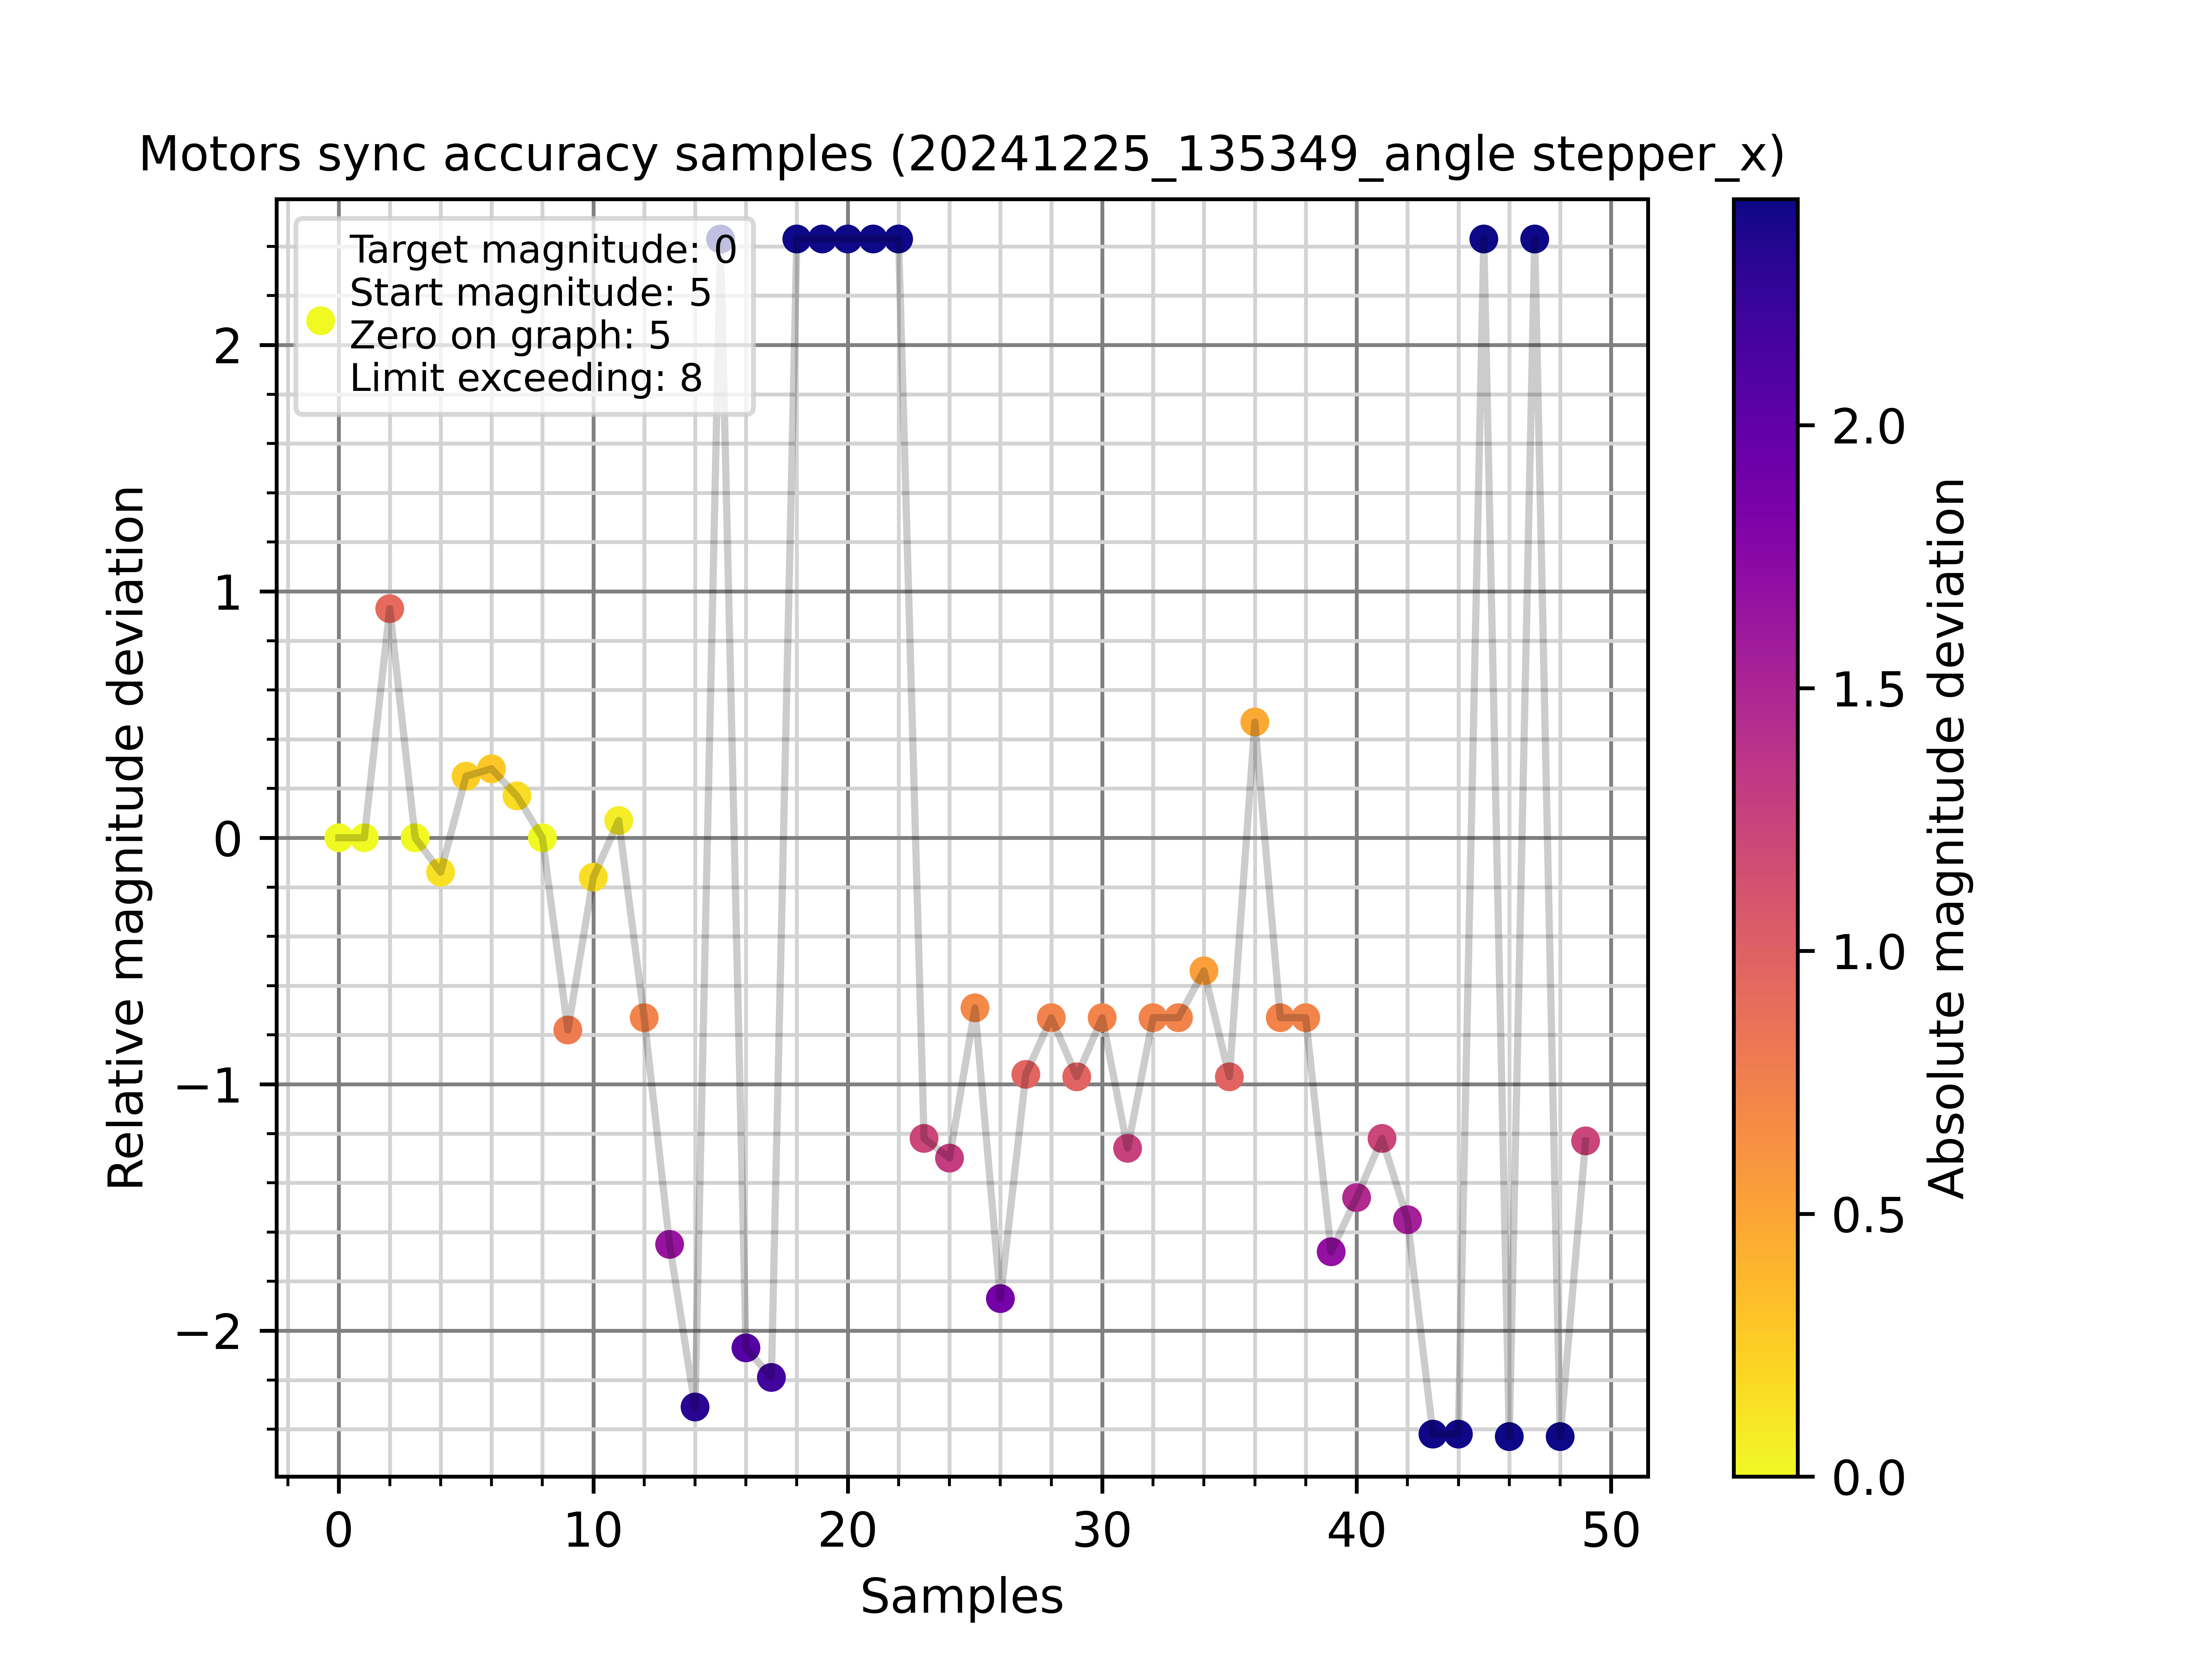 Motors sync accuracy samples (20241225_135349_angle stepper_x)
Target magnitude: 0
Start magnitude: 5
Zero on graph: 5
Limit exceeding: 8
Relative magnitude deviation
2
1
0
−1
−2
0 10 20 30 40 50
Samples
2.0
1.5
1.0
0.5
0.0
Absolute magnitude deviation